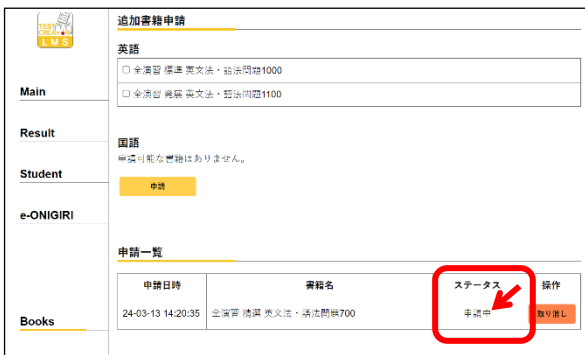 TEST
CREATION
LMS
Main
Result
Student
e-ONIGIRI
Books
追加書籍申請
英語
全演習 標準 英文法・語法問題1000
全演習 発展 英文法・語法問題1100
国語
申請可能な書籍はありません。
申請
申請一覧
申請日時 書籍名 ステータス 操作
24-03-13 14:20:35 全演習 精選 英文法・語法問題700 申請中 取り消し